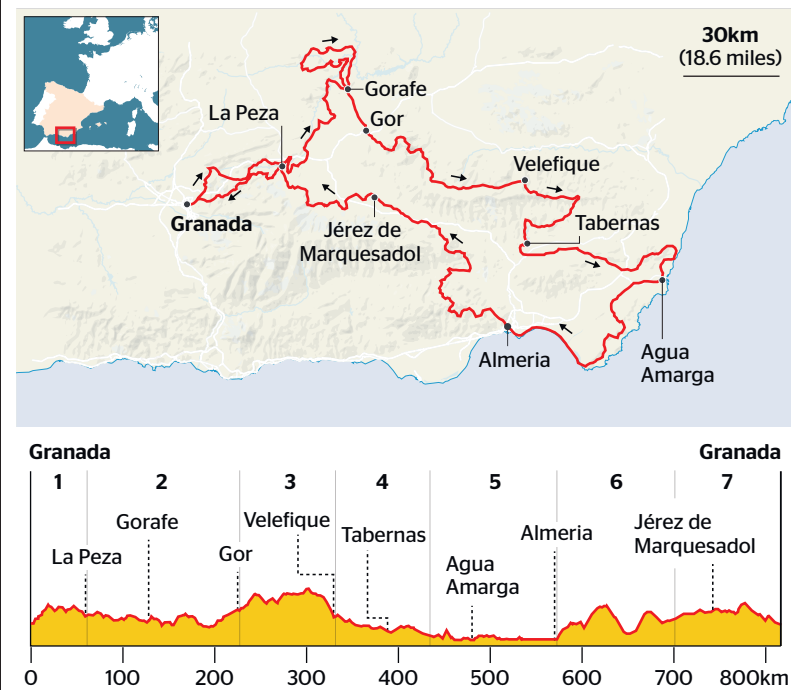 30km
(18.6 miles)
Gorafe
La Peza
Gor
Velefique
Granada
Tabernas
Jérez de
Marquesadol
Almeria
Agua
Amarga
Granada
Granada
1
2
3
4
5
6
7
Gorafe
Velefique
Tabernas
Almeria
Jérez de
Marquesadol
La Peza
Gor
Agua
Amarga
0
100
200
300
400
500
600
700
800km